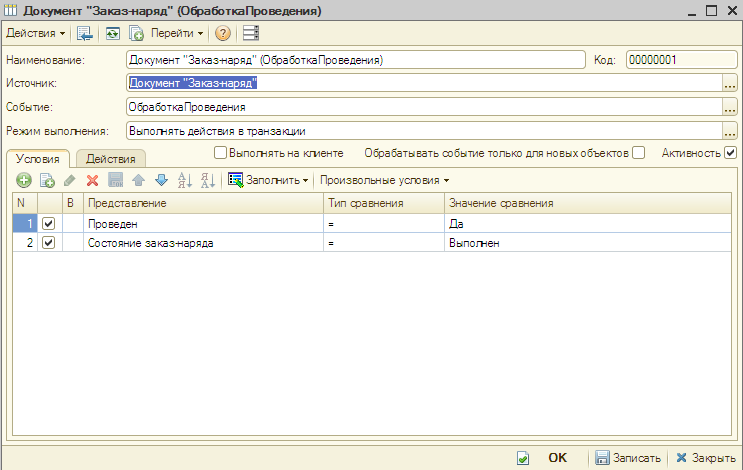 Документ "Заказ-наряд" (ОбработкаПроведения)
Действия Перейти
Наименование: Документ "Заказ-наряд" (ОбработкаПроведения) Код: 00000001
Источник: Документ "Заказ-наряд"
Событие: ОбработкаПроведения
Режим выполнения: Выполнять действия в транзакции
Условия Действия Выполнять на клиенте Обрабатывать событие только для новых объектов Активность
Заполнить Произвольные условия
N В Представление Тип сравнения Значение сравнения
1 Проведен = Да
2 Состояние заказ-наряда = Выполнен
OK Записать Закрыть